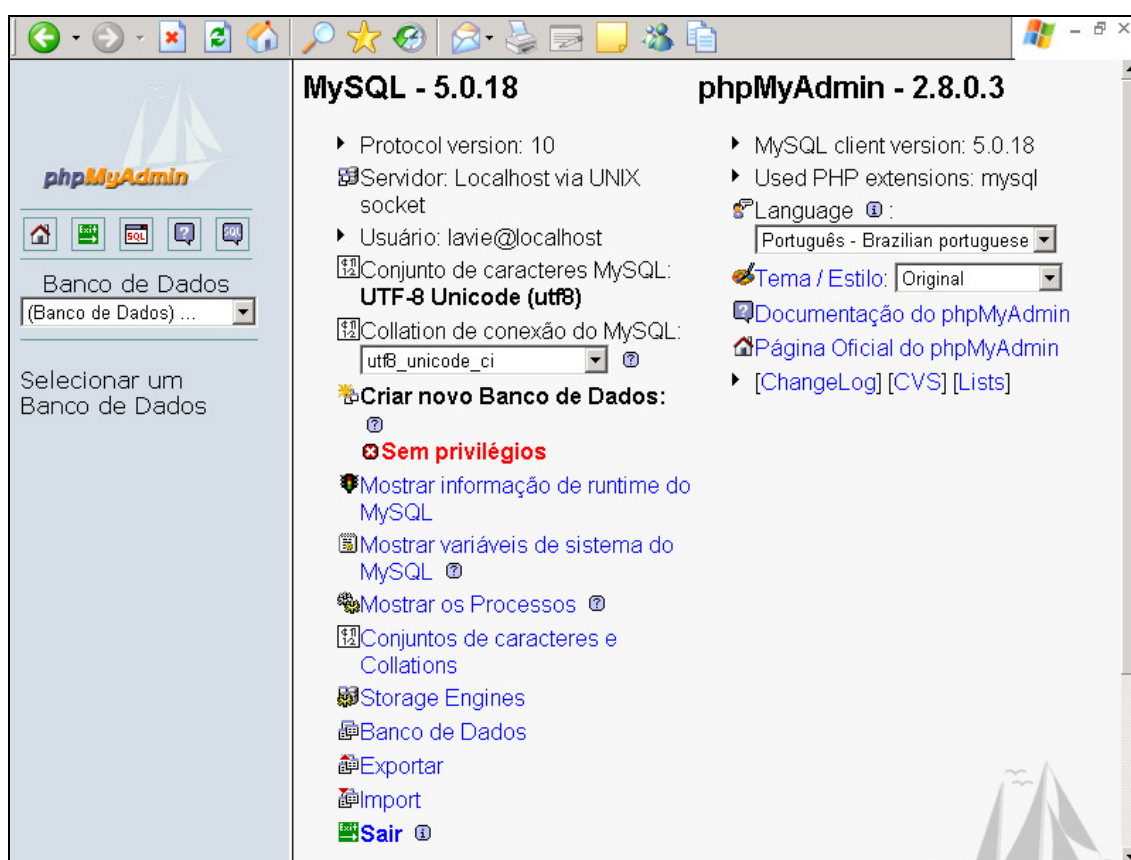 phpMyAdmin
Exit
SQL
SQL
Banco de Dados
(Banco de Dados) ...
Selecionar um
Banco de Dados
MySQL - 5.0.18
Protocol version: 10
Servidor: Localhost via UNIX
socket
Usuário: lavie@localhost
Conjunto de caracteres MySQL:
UTF-8 Unicode (utf8)
Collation de conexão do MySQL:
utf8_unicode_ci
Criar novo Banco de Dados:
Sem privilégios
Mostrar informação de runtime do
MySQL
Mostrar variáveis de sistema do
MySQL
Mostrar os Processos
Conjuntos de caracteres e
Collations
Storage Engines
Banco de Dados
Exportar
Import
Sair
phpMyAdmin - 2.8.0.3
MySQL client version: 5.0.18
Used PHP extensions: mysql
Language :
Português - Brazilian portuguese
Tema / Estilo: Original
Documentação do phpMyAdmin
Página Oficial do phpMyAdmin
[ChangeLog] [CVS] [Lists]